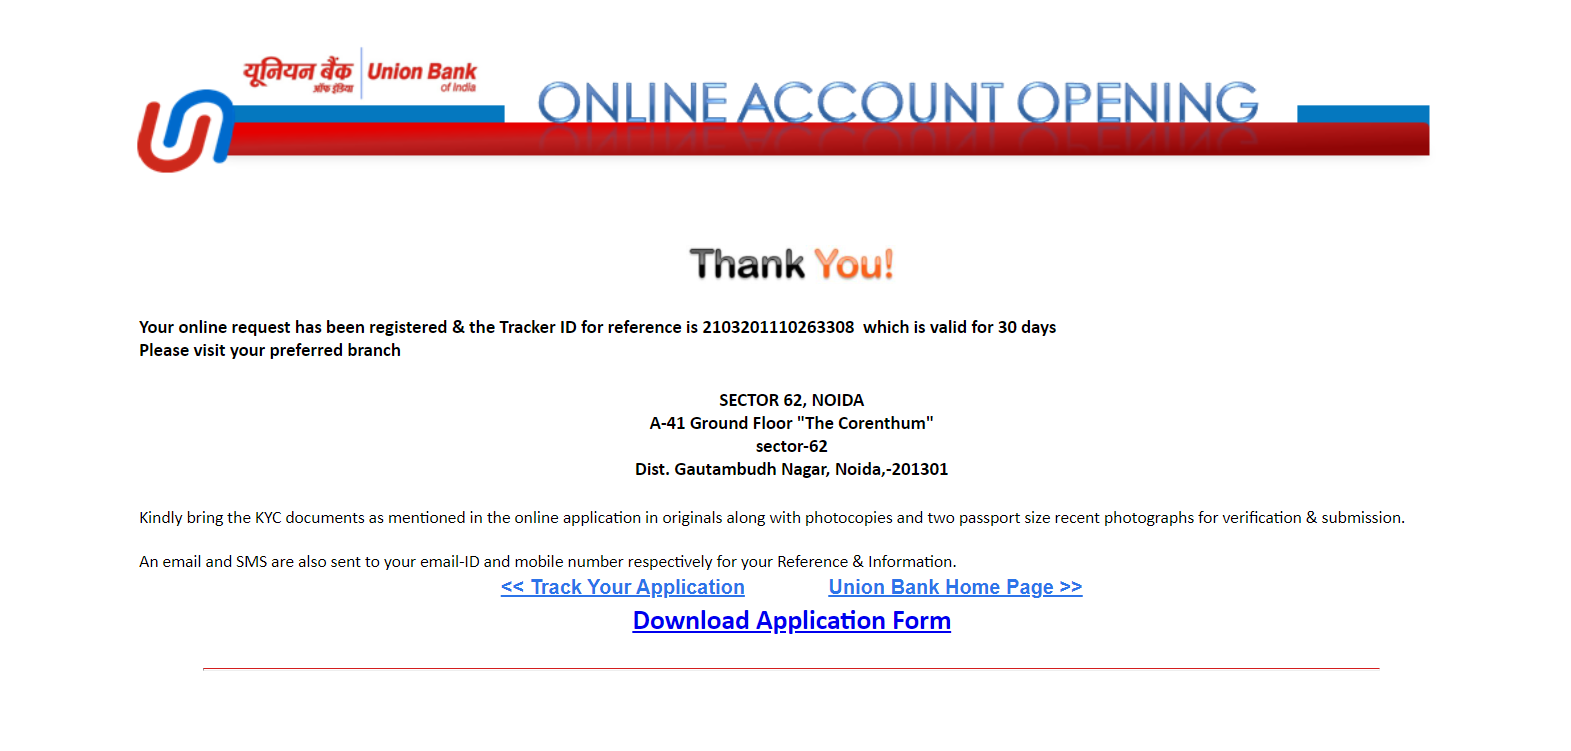 यूनियन बैंक
ऑफ इंडिया
Union Bank
of India
ONLINE ACCOUNT OPENING
Thank You!
Your online request has been registered & the Tracker ID for reference is 2103201110263308 which is valid for 30 days
Please visit your preferred branch
SECTOR 62, NOIDA
A-41 Ground Floor "The Corenthum"
sector-62
Dist. Gautambudh Nagar, Noida,-201301
Kindly bring the KYC documents as mentioned in the online application in originals along with photocopies and two passport size recent photographs for verification & submission.
An email and SMS are also sent to your email-ID and mobile number respectively for your Reference & Information.
<< Track Your Application Union Bank Home Page >>
Download Application Form